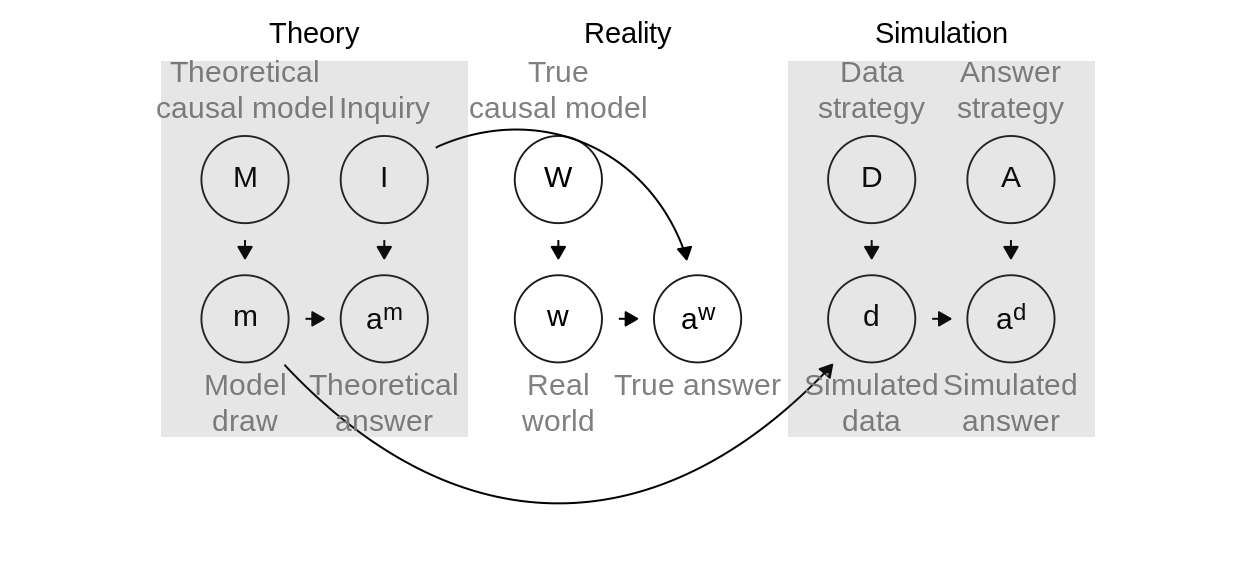 Theory Reality Simulation
Theoretical
causal model
Inquiry
True
causal model
Data
strategy
Answer
strategy
M I W D A
m a^m w a^w d a^d
Model
draw
Theoretical
answer
Real
world
True answer
Simulated
data
Simulated
answer